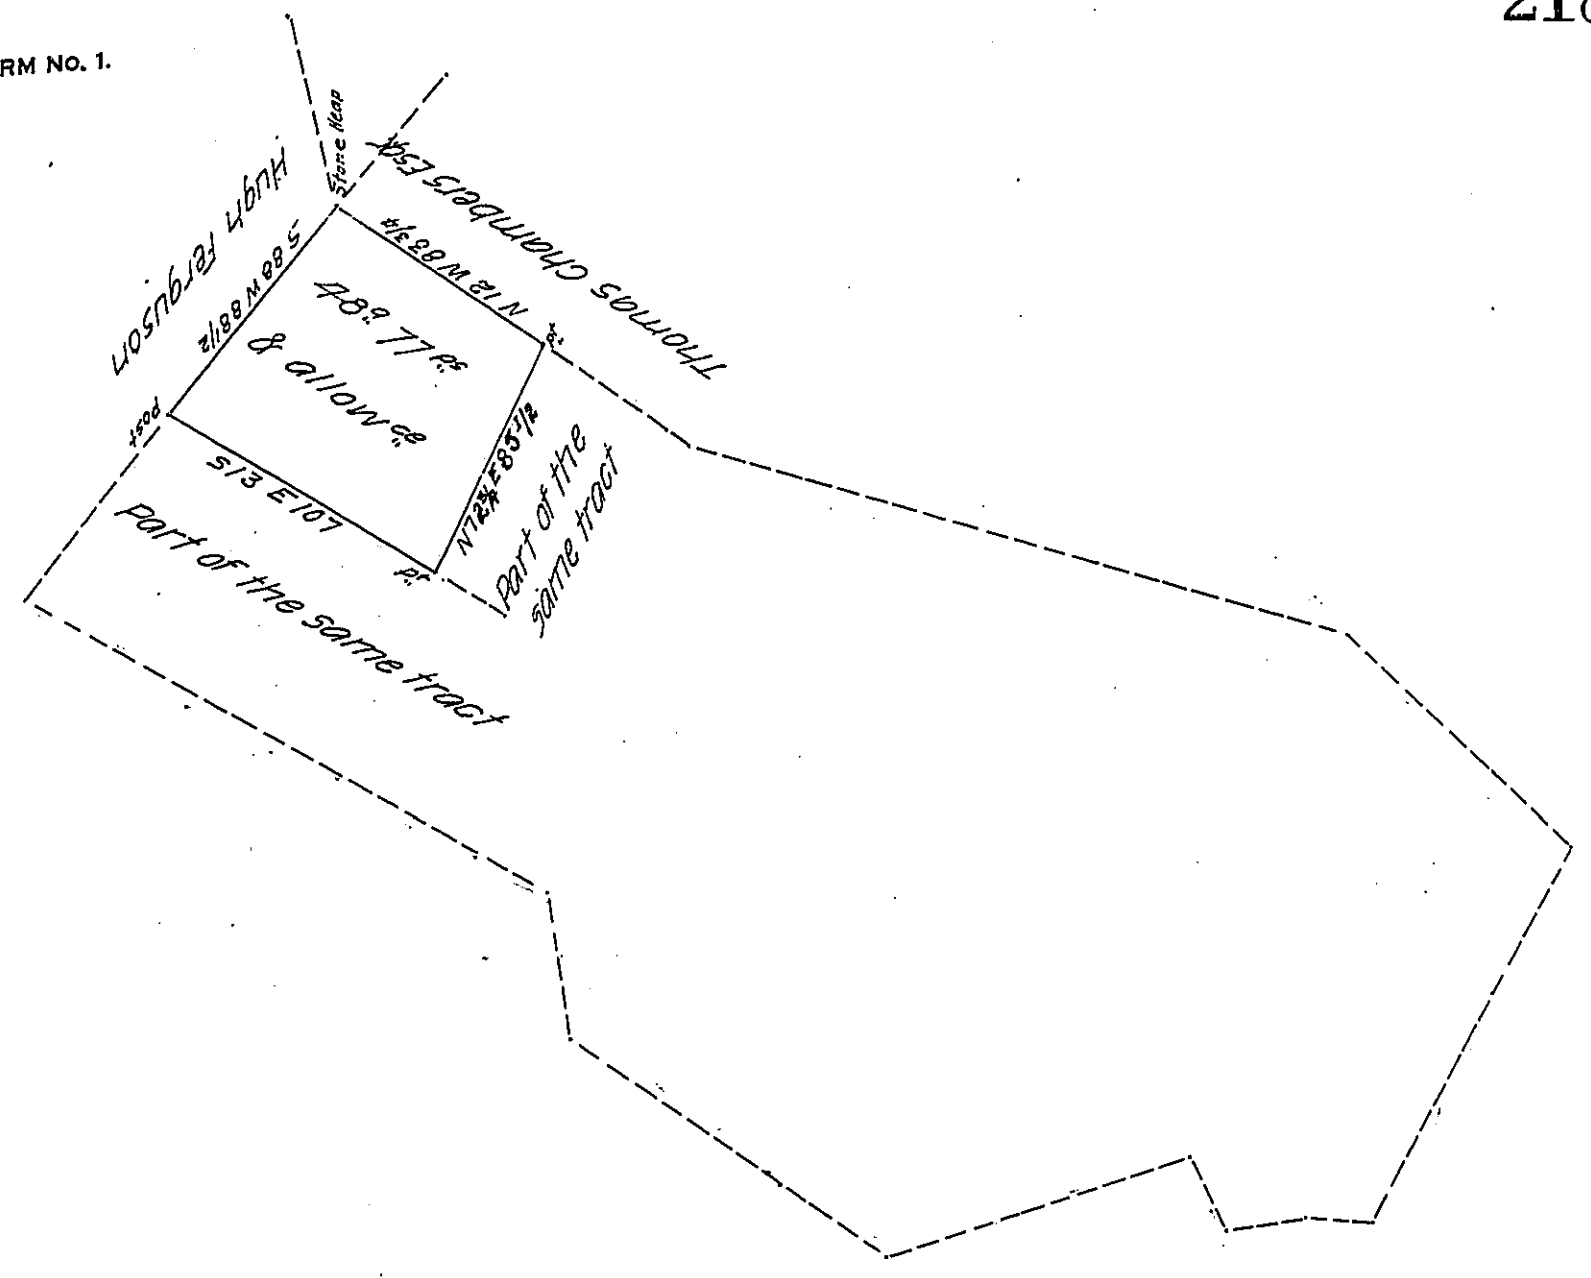 RM NO. 1.
Stone Heap
Hugh Ferguson
Thomas Chambers Esqr
S 88 W 88 1/2
N 12 W 83 3/4
48a 77 ps
& allowce
post
pt
S 13 E 107
N 72 3/4 E 85 1/2
pt
part of the
same tract
part of the same tract